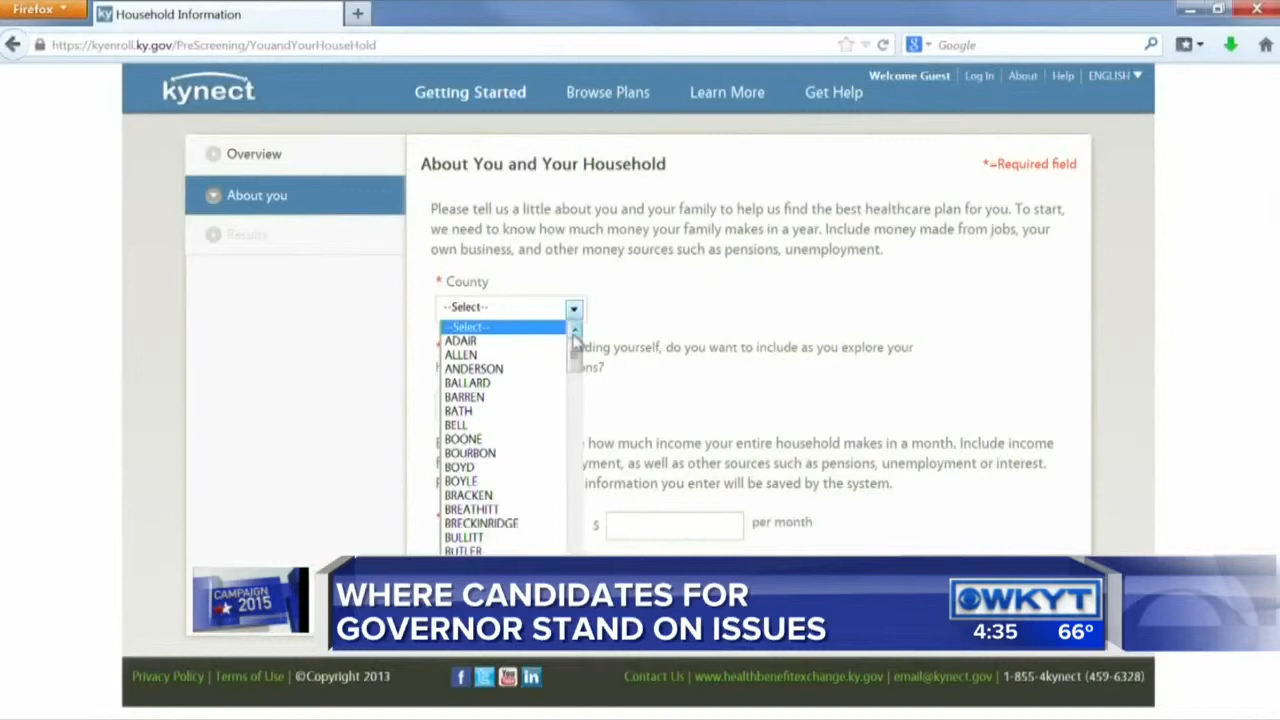 Firefox
ky Household Information
https://kyenroll.ky.gov/PreScreening/YouandYourHouseHold
Google
kynect
Welcome Guest | Log In | About | Help | ENGLISH
Getting Started Browse Plans Learn More Get Help
Overview
About you
Results
About You and Your Household
*=Required field
Please tell us a little about you and your family to help us find the best healthcare plan for you. To start,
we need to know how much money your family makes in a year. Include money made from jobs, your
own business, and other money sources such as pensions, unemployment.
* County
--Select--
--Select--
ADAIR
ALLEN
ANDERSON
BALLARD
BARREN
BATH
BELL
BOONE
BOURBON
BOYD
BOYLE
BRACKEN
BREATHITT
BRECKINRIDGE
BULLITT
BUTLER
yourself, do you want to include as you explore your
how much income your entire household makes in a month. Include income
as well as other sources such as pensions, unemployment or interest.
information you enter will be saved by the system.
$ per month
CAMPAIGN
2015
WHERE CANDIDATES FOR
GOVERNOR STAND ON ISSUES
WKYT
4:35 66°
Privacy Policy | Terms of Use | ©Copyright 2013
f
You
in
Contact Us | www.healthbenefitexchange.ky.gov | email@kynect.gov | 1-855-4kynect (459-6328)